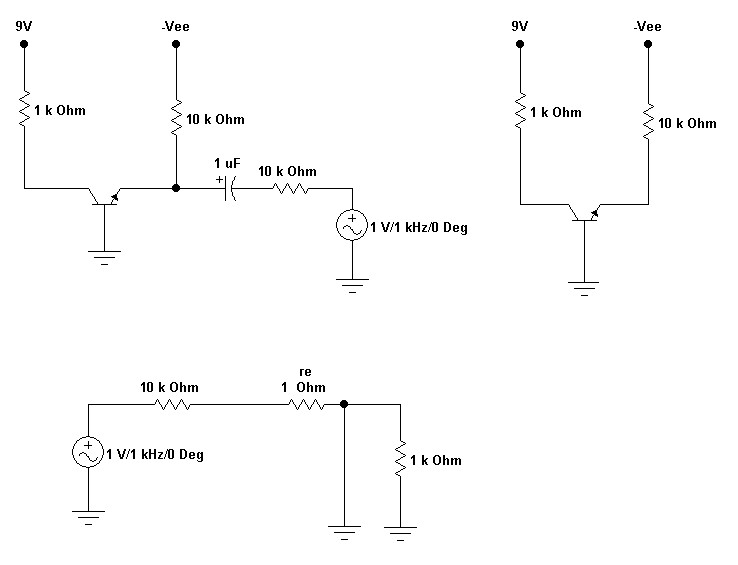 9V
-Vee
1 k Ohm
10 k Ohm
1 uF
+
10 k Ohm
+
1 V/1 kHz/0 Deg
9V
-Vee
1 k Ohm
10 k Ohm
10 k Ohm
re
1 Ohm
+
1 V/1 kHz/0 Deg
1 k Ohm